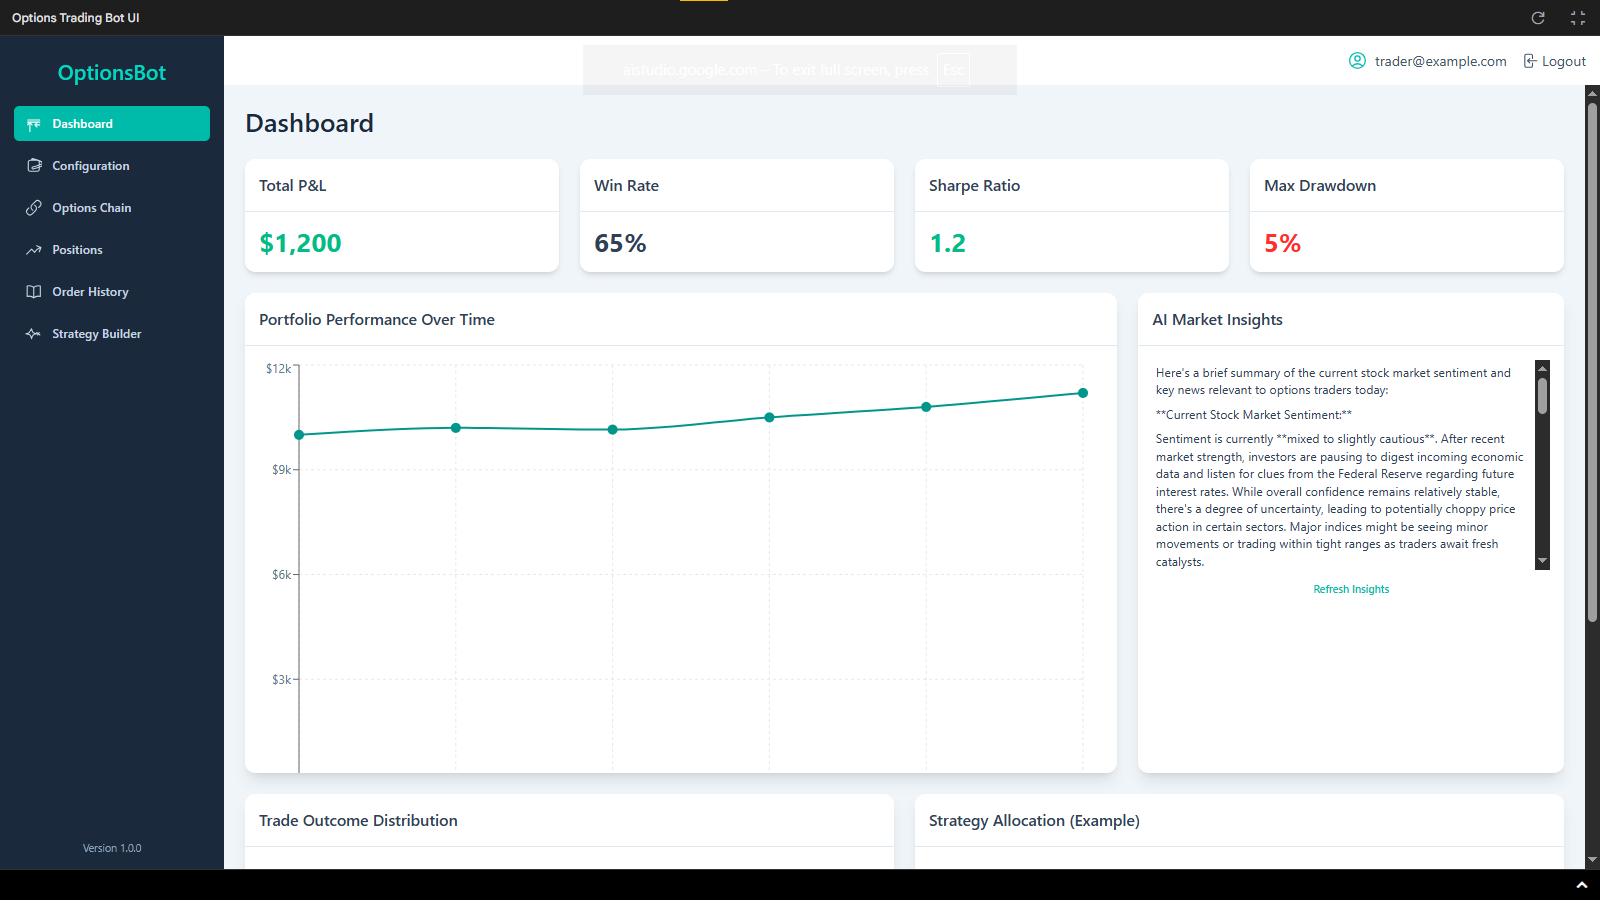 Options Trading Bot UI
OptionsBot
Dashboard
Configuration
Options Chain
Positions
Order History
Strategy Builder
Version 1.0.0
aistudio.google.com – To exit full screen, press Esc
trader@example.com
Logout
Dashboard
Total P&L
$1,200
Win Rate
65%
Sharpe Ratio
1.2
Max Drawdown
5%
Portfolio Performance Over Time
$12k
$9k
$6k
$3k
AI Market Insights
Here's a brief summary of the current stock market sentiment and
key news relevant to options traders today:
**Current Stock Market Sentiment:**
Sentiment is currently **mixed to slightly cautious**. After recent
market strength, investors are pausing to digest incoming economic
data and listen for clues from the Federal Reserve regarding future
interest rates. While overall confidence remains relatively stable,
there's a degree of uncertainty, leading to potentially choppy price
action in certain sectors. Major indices might be seeing minor
movements or trading within tight ranges as traders await fresh
catalysts.
Refresh Insights
Trade Outcome Distribution
Strategy Allocation (Example)